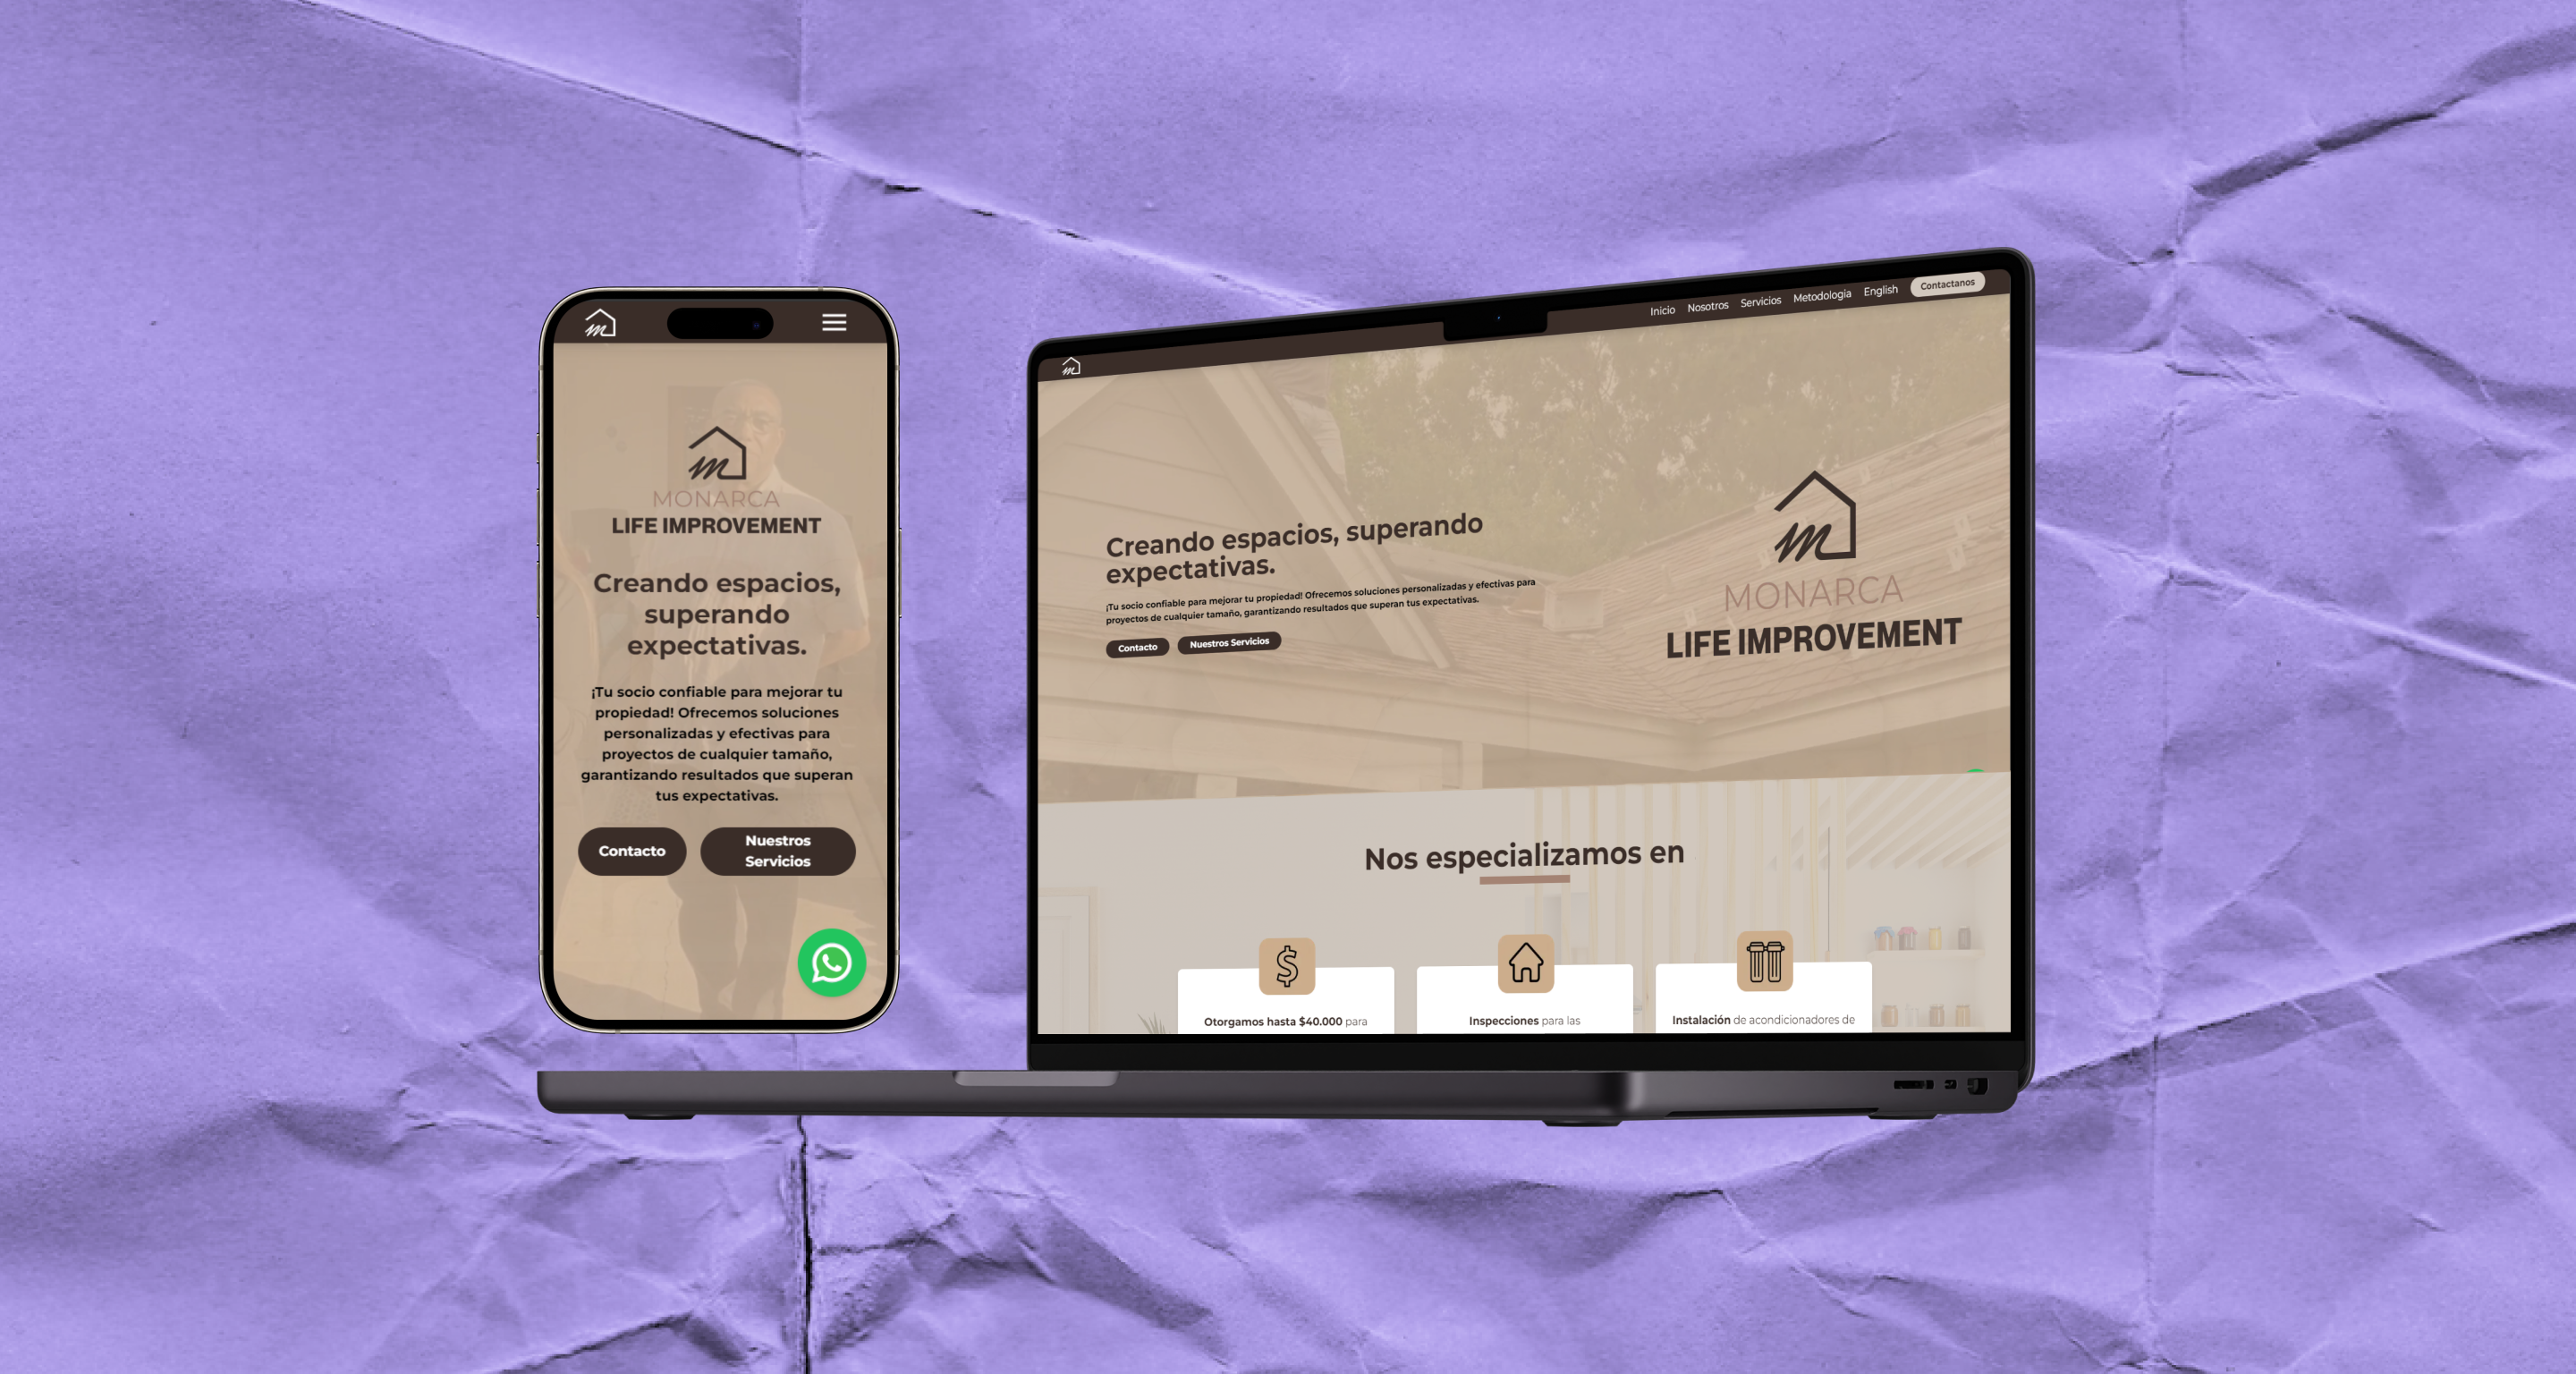 m
MONARCA
LIFE IMPROVEMENT
Creando espacios,
superando
expectativas.
¡Tu socio confiable para mejorar tu
propiedad! Ofrecemos soluciones
personalizadas y efectivas para
proyectos de cualquier tamaño,
garantizando resultados que superan
tus expectativas.
Contacto
Nuestros
Servicios
Inicio Nosotros Servicios Metodología English Contactanos
m
Creando espacios, superando
expectativas.
¡Tu socio confiable para mejorar tu propiedad! Ofrecemos soluciones personalizadas y efectivas para
proyectos de cualquier tamaño, garantizando resultados que superan tus expectativas.
Contacto Nuestros Servicios
m
MONARCA
LIFE IMPROVEMENT
Nos especializamos en
$
Otorgamos hasta $40.000 para
Inspecciones para las
Instalación de acondicionadores de